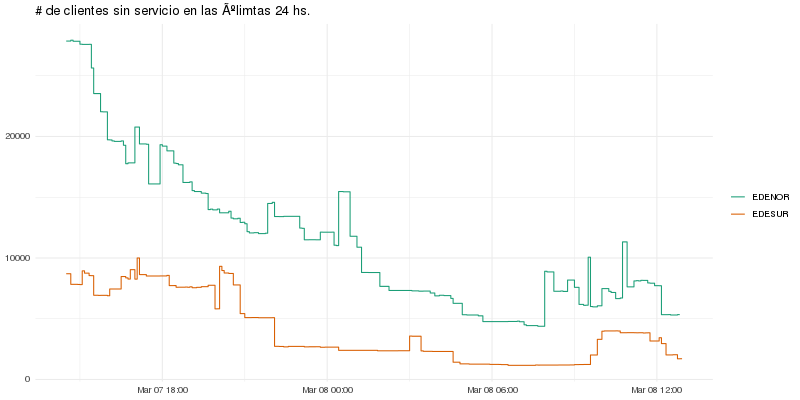 # de clientes sin servicio en las Ãºlimtas 24 hs.
20000
10000
0
Mar 07 18:00
Mar 08 00:00
Mar 08 06:00
Mar 08 12:00
EDENOR
EDESUR